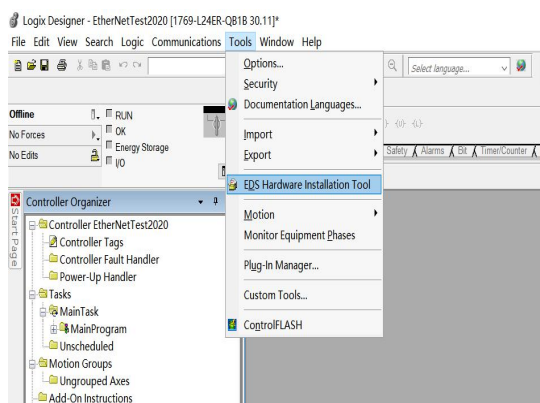 Logix Designer - EtherNetTest2020 [1769-L24ER-QB1B 30.11]*
File Edit View Search Logic Communications Tools Window Help
Select language...
Options...
Security
Documentation Languages...
Import
Export
EDS Hardware Installation Tool
Motion
Monitor Equipment Phases
Plug-In Manager...
Custom Tools...
ControlFLASH
Offline
RUN
No Forces
OK
Energy Storage
No Edits
I/O
Safety Alarms Bit Timer/Counter
Start Page
Controller Organizer
Controller EtherNetTest2020
Controller Tags
Controller Fault Handler
Power-Up Handler
Tasks
MainTask
MainProgram
Unscheduled
Motion Groups
Ungrouped Axes
Add-On Instructions